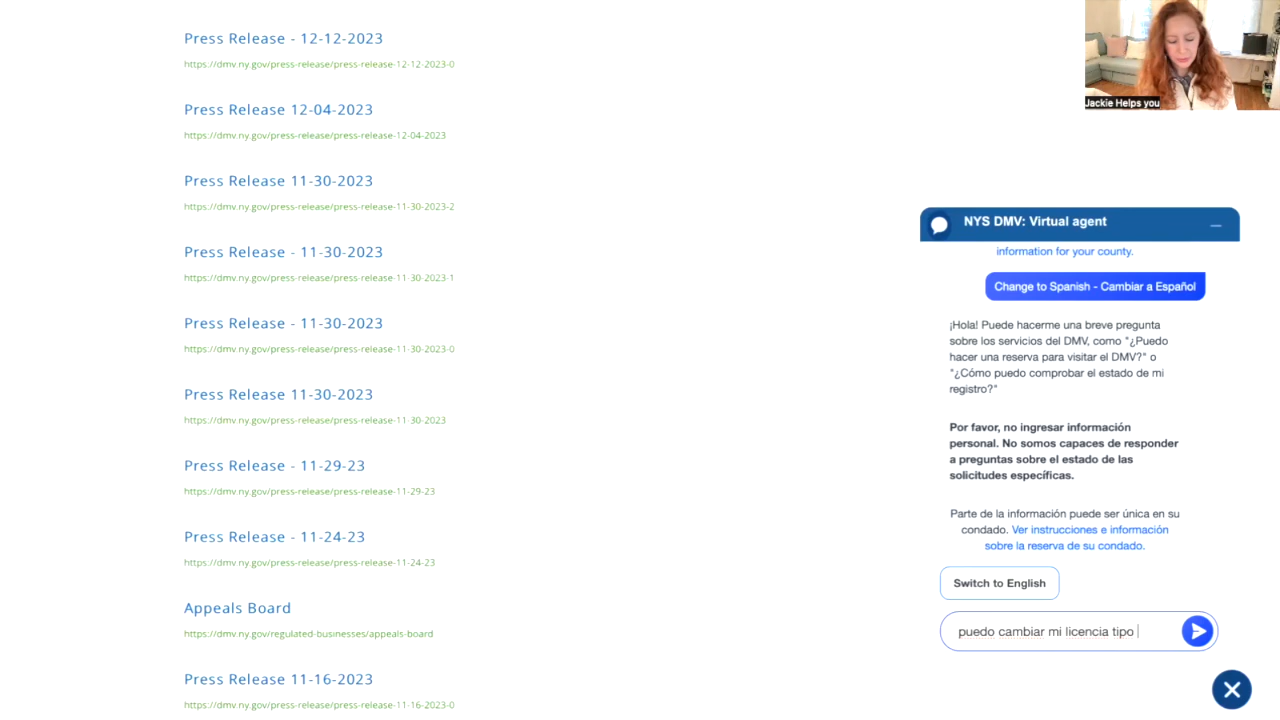 Press Release - 12-12-2023
https://dmv.ny.gov/press-release/press-release-12-12-2023-0
Press Release 12-04-2023
https://dmv.ny.gov/press-release/press-release-12-04-2023
Press Release 11-30-2023
https://dmv.ny.gov/press-release/press-release-11-30-2023-2
Press Release - 11-30-2023
https://dmv.ny.gov/press-release/press-release-11-30-2023-1
Press Release - 11-30-2023
https://dmv.ny.gov/press-release/press-release-11-30-2023-0
Press Release 11-30-2023
https://dmv.ny.gov/press-release/press-release-11-30-2023
Press Release - 11-29-23
https://dmv.ny.gov/press-release/press-release-11-29-23
Press Release - 11-24-23
https://dmv.ny.gov/press-release/press-release-11-24-23
Appeals Board
https://dmv.ny.gov/regulated-businesses/appeals-board
Press Release 11-16-2023
https://dmv.ny.gov/press-release/press-release-11-16-2023-0
Jackie Helps you
NYS DMV: Virtual agent
information for your county.
Change to Spanish - Cambiar a Español
¡Hola! Puede hacerme una breve pregunta
sobre los servicios del DMV, como "¿Puedo
hacer una reserva para visitar el DMV?" o
"¿Cómo puedo comprobar el estado de mi
registro?"
Por favor, no ingresar información
personal. No somos capaces de responder
a preguntas sobre el estado de las
solicitudes específicas.
Parte de la información puede ser única en su
condado. Ver instrucciones e información
sobre la reserva de su condado.
Switch to English
puedo cambiar mi licencia tipo